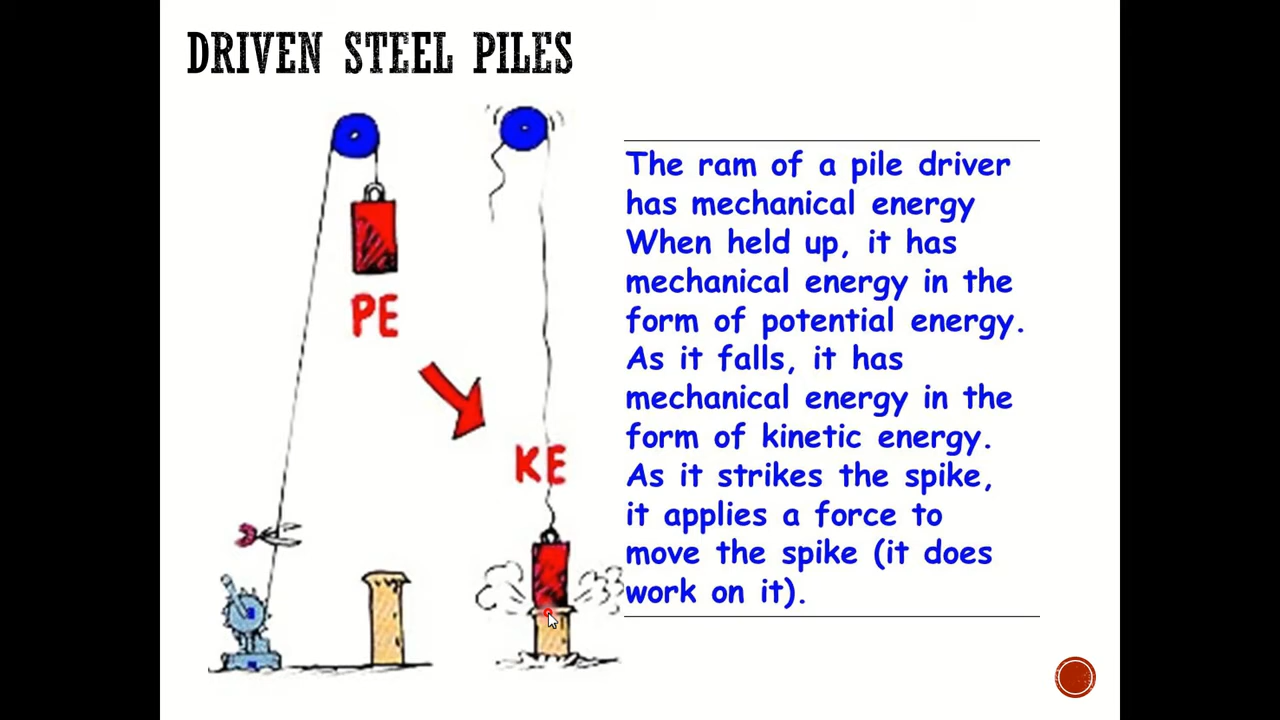 DRIVEN STEEL PILES
PE
KE
The ram of a pile driver
has mechanical energy
When held up, it has
mechanical energy in the
form of potential energy.
As it falls, it has
mechanical energy in the
form of kinetic energy.
As it strikes the spike,
it applies a force to
move the spike (it does
work on it).